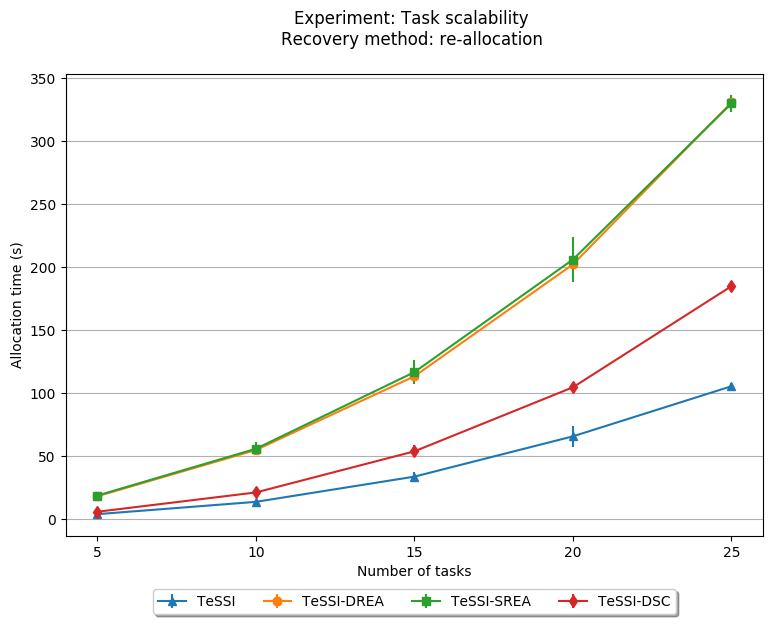 Experiment: Task scalability
Recovery method: re-allocation
350
300
250
200
150
100
50
0
Allocation time (s)
5 10 15 20 25
Number of tasks
TeSSI TeSSI-DREA TeSSI-SREA TeSSI-DSC